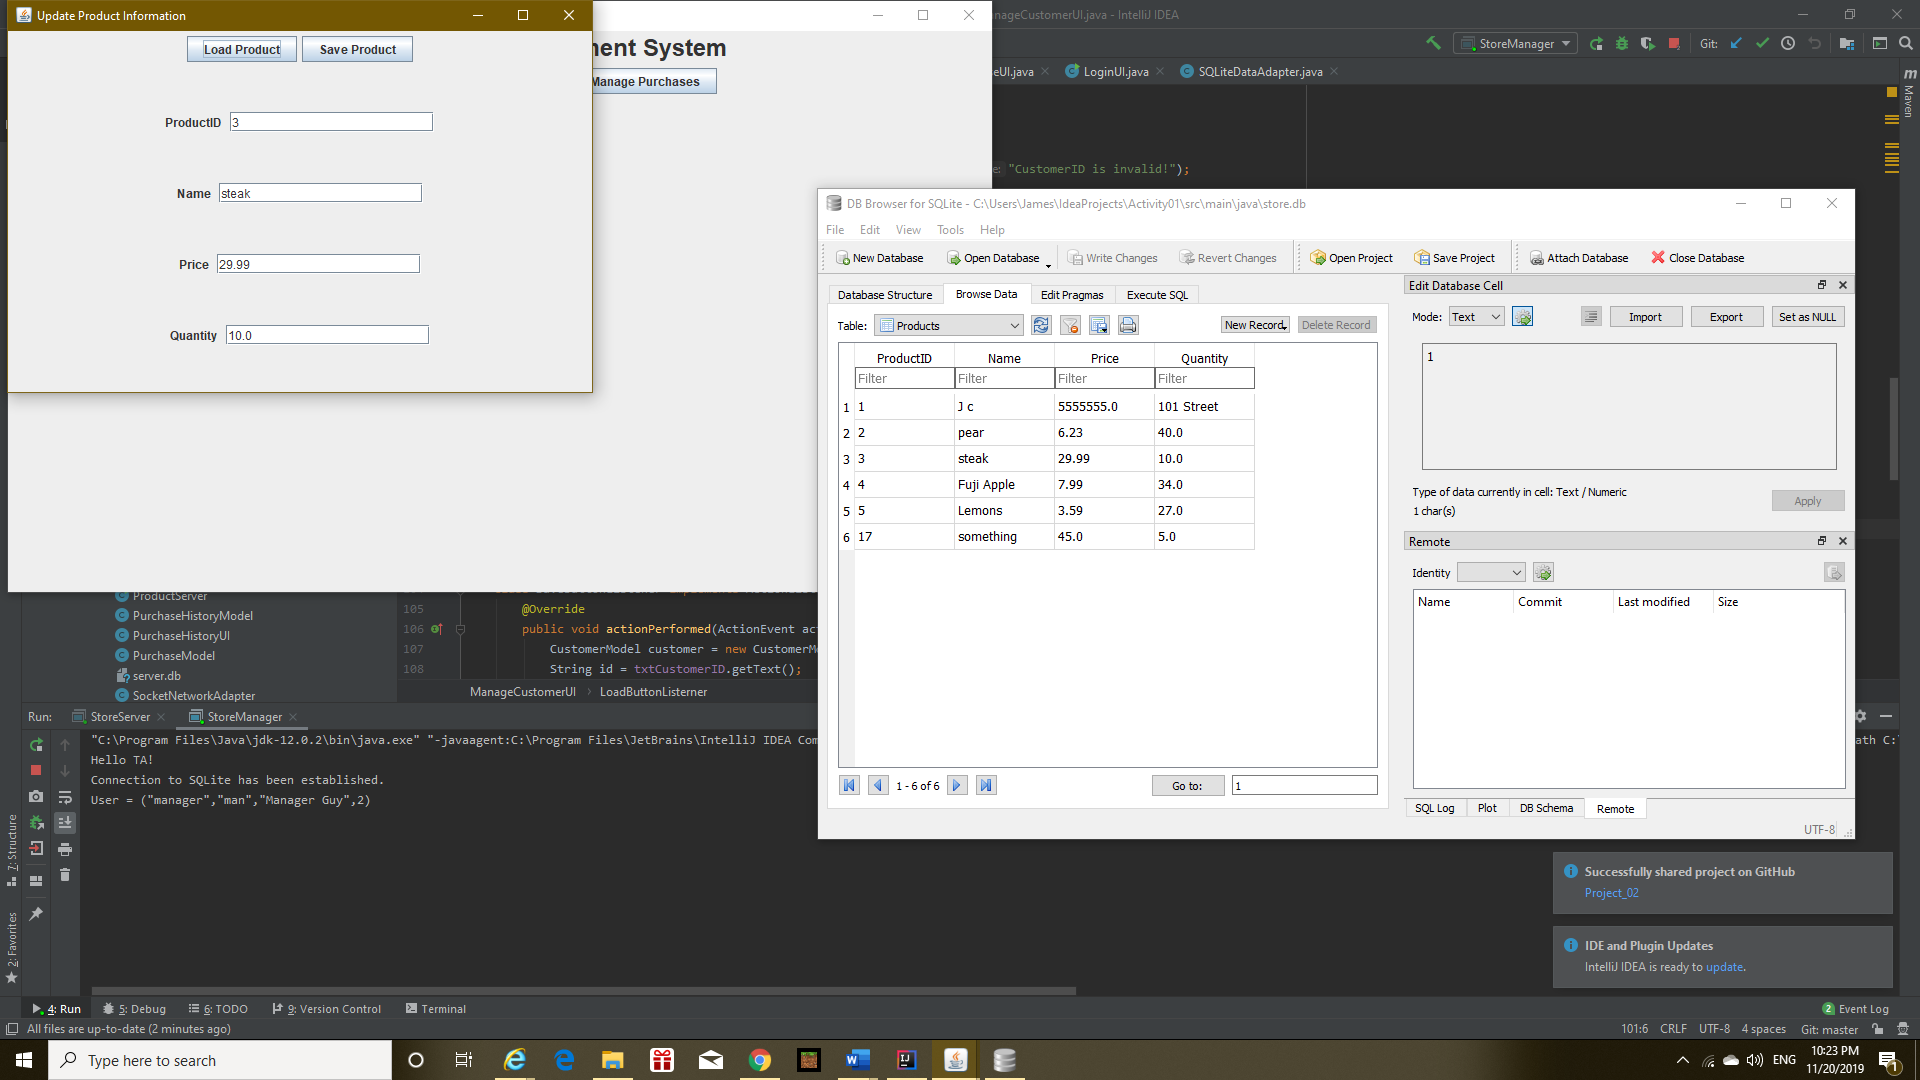 Update Product Information
Load Product
Save Product
ProductID 3
Name steak
Price 29.99
Quantity 10.0
ment System
Manage Purchases
nageCustomerUI.java - IntelliJ IDEA
StoreManager
Git:
eUI.java
LoginUI.java
SQLiteDataAdapter.java
"CustomerID is invalid!");
m Maven
DB Browser for SQLite - C:\Users\James\IdeaProjects\Activity01\src\main\java\store.db
File Edit View Tools Help
New Database Open Database Write Changes Revert Changes Open Project Save Project Attach Database Close Database
Database Structure Browse Data Edit Pragmas Execute SQL
Table: Products New Record Delete Record
ProductID Name Price Quantity
Filter Filter Filter Filter
1 1 J c 5555555.0 101 Street
2 2 pear 6.23 40.0
3 3 steak 29.99 10.0
4 4 Fuji Apple 7.99 34.0
5 5 Lemons 3.59 27.0
6 17 something 45.0 5.0
1 - 6 of 6 Go to: 1
Edit Database Cell
Mode: Text Import Export Set as NULL
1
Type of data currently in cell: Text / Numeric
1 char(s)
Apply
Remote
Identity
Name Commit Last modified Size
SQL Log Plot DB Schema Remote
UTF-8
ProductServer
PurchaseHistoryModel
PurchaseHistoryUI
PurchaseModel
server.db
SocketNetworkAdapter
105 @Override
106 public void actionPerformed(ActionEvent act
107 CustomerModel customer = new CustomerMo
108 String id = txtCustomerID.getText();
ManageCustomerUI › LoadButtonListerner
Run: StoreServer StoreManager
"C:\Program Files\Java\jdk-12.0.2\bin\java.exe" "-javaagent:C:\Program Files\JetBrains\IntelliJ IDEA Com
ath C:\
Hello TA!
Connection to SQLite has been established.
User = ("manager","man","Manager Guy",2)
7: Structure
2: Favorites
Successfully shared project on GitHub
Project_02
IDE and Plugin Updates
IntelliJ IDEA is ready to update.
4: Run 5: Debug 6: TODO 9: Version Control Terminal
2 Event Log
All files are up-to-date (2 minutes ago)
101:6 CRLF UTF-8 4 spaces Git: master
Type here to search
ENG
10:23 PM
11/20/2019
1